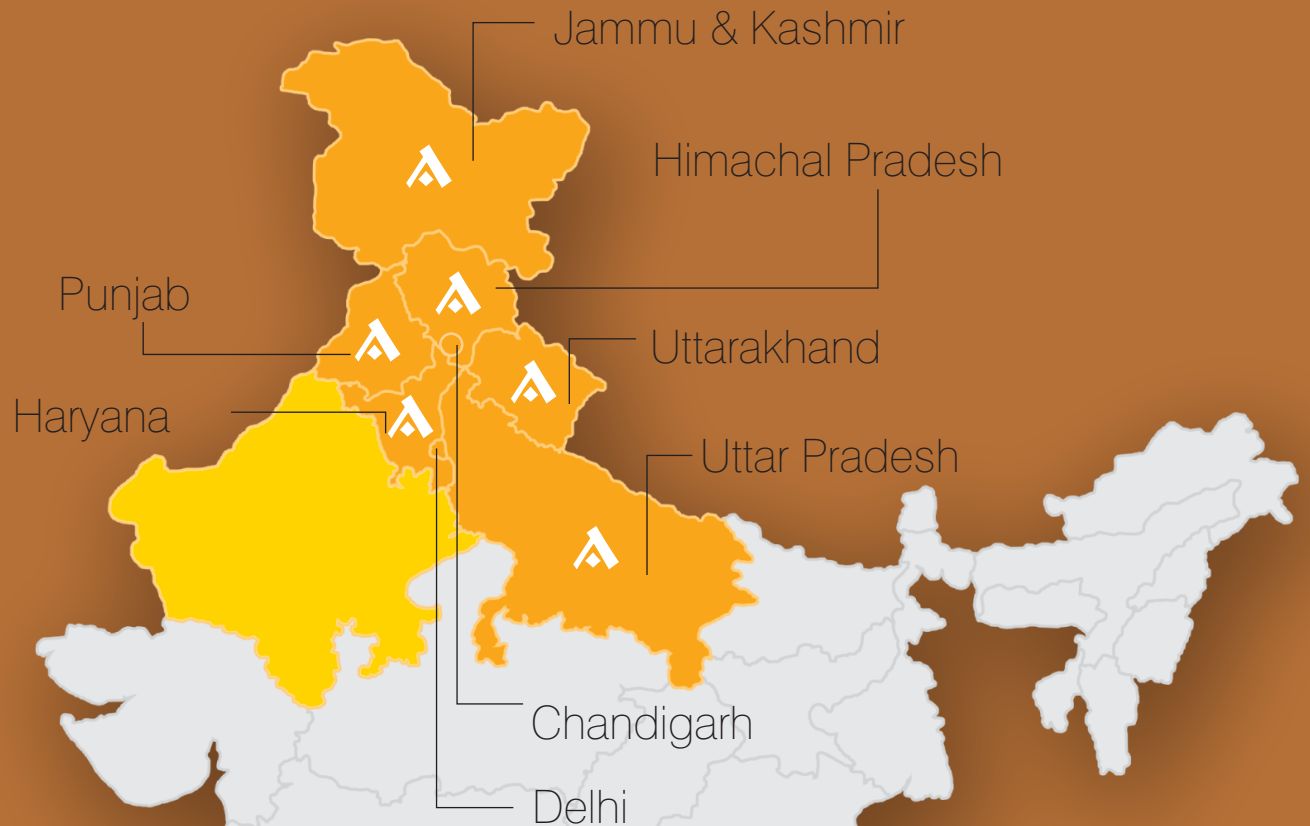 Jammu & Kashmir
Himachal Pradesh
Punjab
Uttarakhand
Haryana
Uttar Pradesh
Chandigarh
Delhi